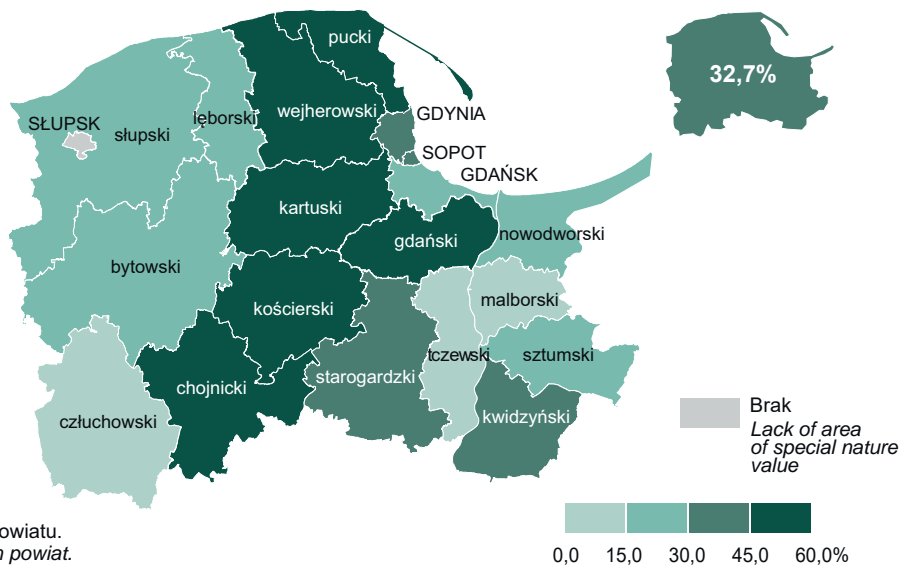 pucki
32,7%
wejherowski
GDYNIA
lęborski
SŁUPSK
słupski
SOPOT
GDAŃSK
kartuski
gdański
nowodworski
bytowski
malborski
kościerski
tczewski
sztumski
starogardzki
chojnicki
człuchowski
kwidzyński
Brak
Lack of area
of special nature
value
owiatu.
powiat.
0,0 15,0 30,0 45,0 60,0%